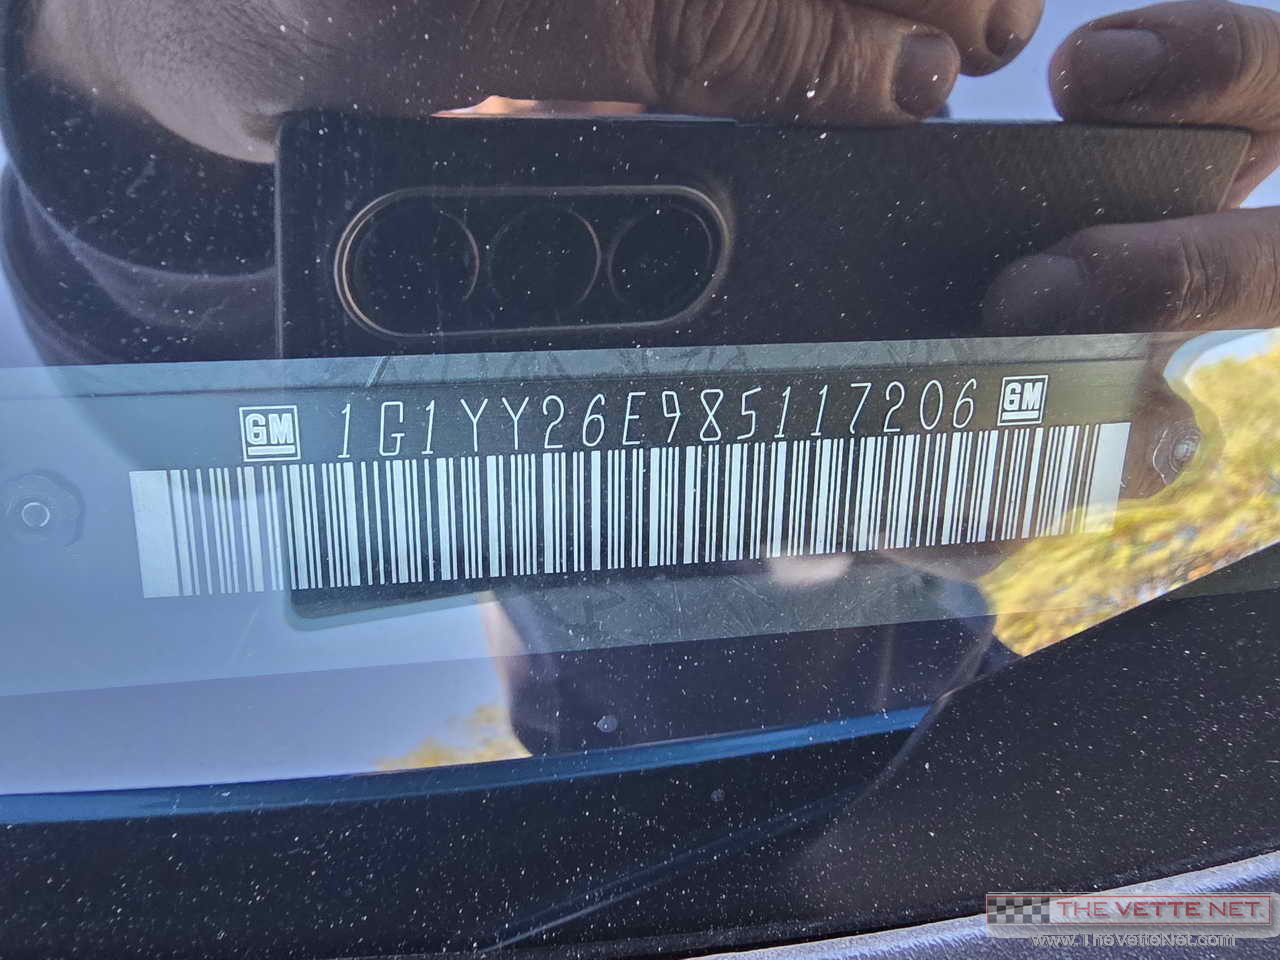 GM 1G1YY26E985117206 GM
THE VETTE NET.
www.TheVetteNet.com